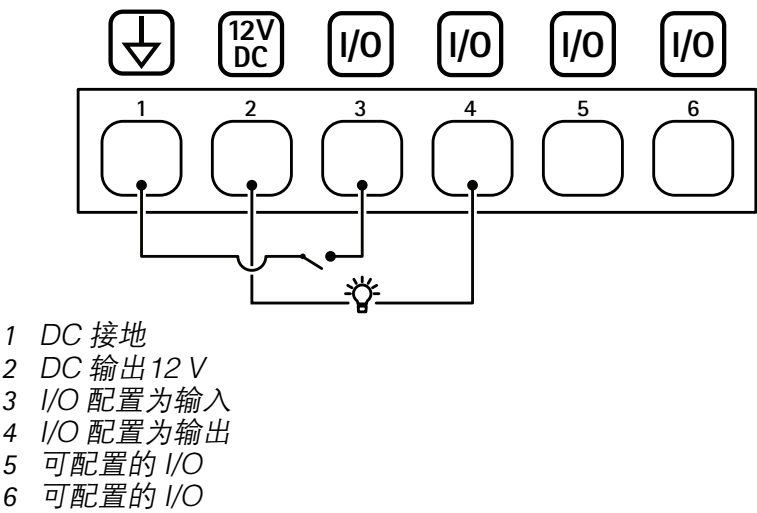 12V DC I/O I/O I/O I/O
1 2 3 4 5 6
1 DC 接地
2 DC 输出12 V
3 I/O 配置为输入
4 I/O 配置为输出
5 可配置的 I/O
6 可配置的 I/O